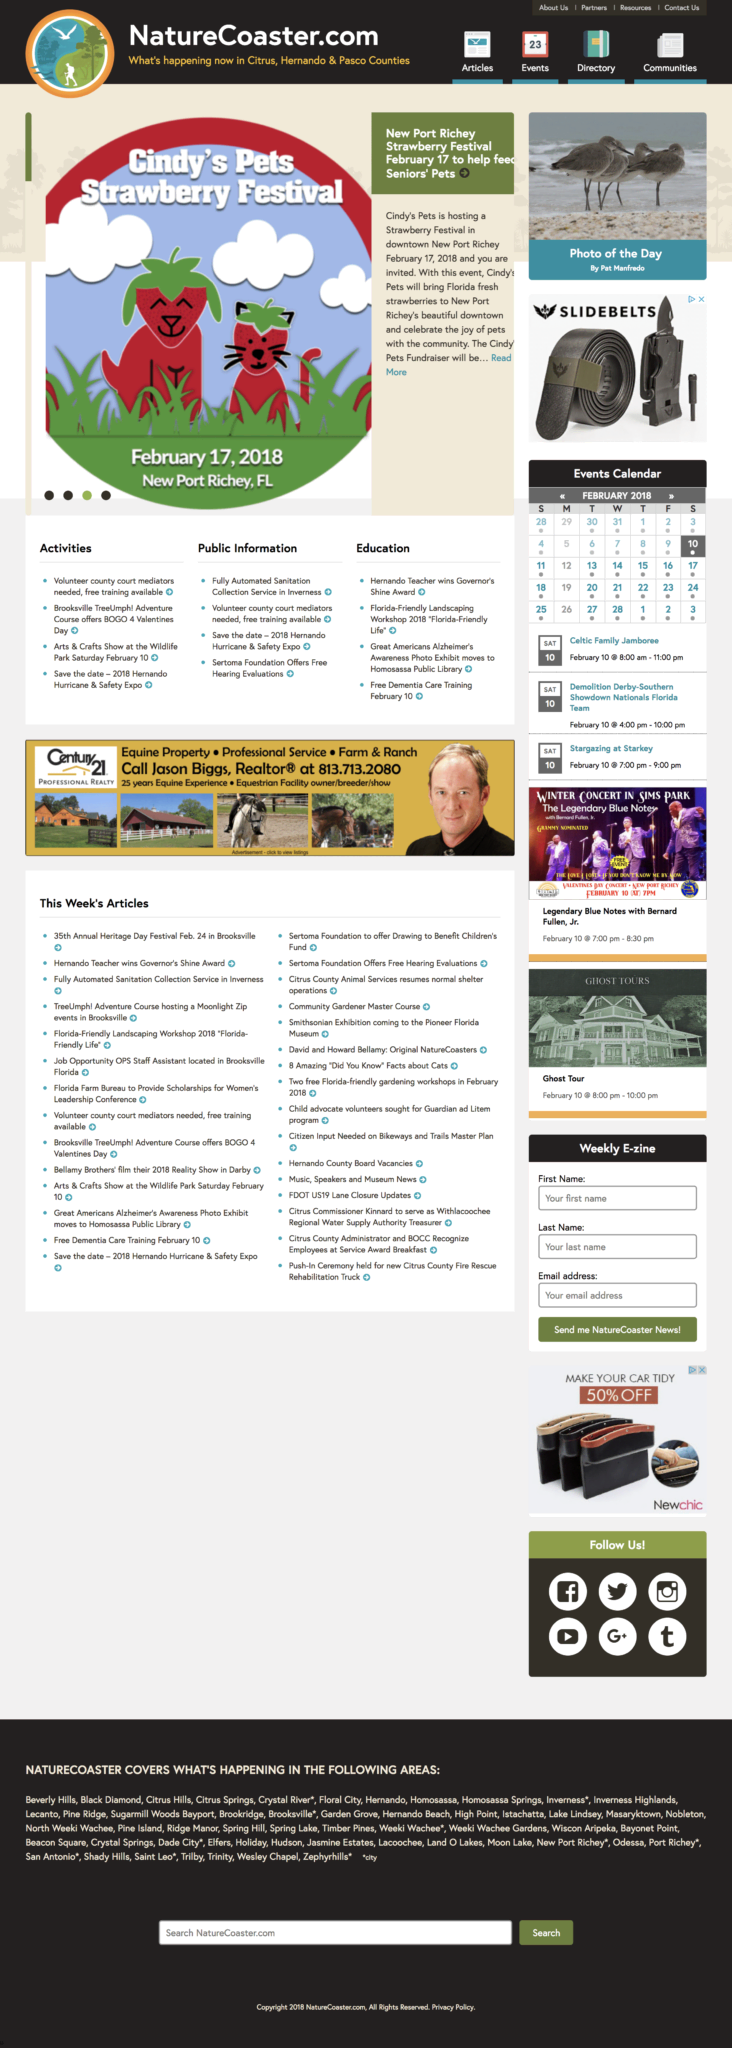 About Us | Partners | Resources | Contact Us
NatureCoaster.com
What's happening now in Citrus, Hernando & Pasco Counties
23
Articles
Events
Directory
Communities
Cindy's Pets
Strawberry Festival
February 17, 2018
New Port Richey, FL
New Port Richey
Strawberry Festival
February 17 to help feed
Seniors' Pets
Cindy's Pets is hosting a
Strawberry Festival in
downtown New Port Richey
February 17, 2018 and you are
invited. With this event, Cindy's
Pets will bring Florida fresh
strawberries to New Port
Richey's beautiful downtown
and celebrate the joy of pets
with the community. The Cindy'
Pets Fundraiser will be... Read
More
Photo of the Day
By Pat Manfredo
SLIDEBELTS
Activities
Volunteer county court mediators
needed, free training available
Brooksville TreeUmph! Adventure
Course offers BOGO 4 Valentines
Day
Arts & Crafts Show at the Wildlife
Park Saturday February 10
Save the date – 2018 Hernando
Hurricane & Safety Expo
Public Information
Fully Automated Sanitation
Collection Service in Inverness
Volunteer county court mediators
needed, free training available
Save the date – 2018 Hernando
Hurricane & Safety Expo
Sertoma Foundation Offers Free
Hearing Evaluations
Education
Hernando Teacher wins Governor's
Shine Award
Florida-Friendly Landscaping
Workshop 2018 "Florida-Friendly
Life"
Great Americans Alzheimer's
Awareness Photo Exhibit moves to
Homosassa Public Library
Free Dementia Care Training
February 10
Events Calendar
« FEBRUARY 2018 »
S M T W T F S
28 29 30 31 1 2 3
4 5 6 7 8 9 10
11 12 13 14 15 16 17
18 19 20 21 22 23 24
25 26 27 28 1 2 3
SAT
10
Celtic Family Jamboree
February 10 @ 8:00 am - 11:00 pm
SAT
10
Demolition Derby-Southern
Showdown Nationals Florida
Team
February 10 @ 4:00 pm - 10:00 pm
SAT
10
Stargazing at Starkey
February 10 @ 7:00 pm - 9:00 pm
WINTER CONCERT IN SIMS PARK
The Legendary Blue Notes
with Bernard Fullen, Jr.
GRAMMY NOMINATED
FREE
EVENT
THE LOVE I LOST IF YOU DON'T KNOW ME BY NOW
VALENTINES DAY CONCERT • NEW PORT RICHEY
FEBRUARY 10 (AT) 7PM
Legendary Blue Notes with Bernard
Fullen, Jr.
February 10 @ 7:00 pm - 8:30 pm
GHOST TOURS
Ghost Tour
February 10 @ 8:00 pm - 10:00 pm
Century
21
PROFESSIONAL REALTY
Equine Property • Professional Service • Farm & Ranch
Call Jason Biggs, Realtor® at 813.713.2080
25 years Equine Experience • Equestrian Facility owner/breeder/show
Advertisement - click to view listings
This Week's Articles
35th Annual Heritage Day Festival Feb. 24 in Brooksville
Hernando Teacher wins Governor's Shine Award
Fully Automated Sanitation Collection Service in Inverness
TreeUmph! Adventure Course hosting a Moonlight Zip
events in Brooksville
Florida-Friendly Landscaping Workshop 2018 "Florida-
Friendly Life"
Job Opportunity OPS Staff Assistant located in Brooksville
Florida
Florida Farm Bureau to Provide Scholarships for Women's
Leadership Conference
Volunteer county court mediators needed, free training
available
Brooksville TreeUmph! Adventure Course offers BOGO 4
Valentines Day
Bellamy Brothers' film their 2018 Reality Show in Darby
Arts & Crafts Show at the Wildlife Park Saturday February
10
Great Americans Alzheimer's Awareness Photo Exhibit
moves to Homosassa Public Library
Free Dementia Care Training February 10
Save the date – 2018 Hernando Hurricane & Safety Expo
Sertoma Foundation to offer Drawing to Benefit Children's
Fund
Sertoma Foundation Offers Free Hearing Evaluations
Citrus County Animal Services resumes normal shelter
operations
Community Gardener Master Course
Smithsonian Exhibition coming to the Pioneer Florida
Museum
David and Howard Bellamy: Original NatureCoasters
8 Amazing "Did You Know" Facts about Cats
Two free Florida-friendly gardening workshops in February
2018
Child advocate volunteers sought for Guardian ad Litem
program
Citizen Input Needed on Bikeways and Trails Master Plan
Hernando County Board Vacancies
Music, Speakers and Museum News
FDOT US19 Lane Closure Updates
Citrus Commissioner Kinnard to serve as Withlacoochee
Regional Water Supply Authority Treasurer
Citrus County Administrator and BOCC Recognize
Employees at Service Award Breakfast
Push-In Ceremony held for new Citrus County Fire Rescue
Rehabilitation Truck
Weekly E-zine
First Name:
Your first name
Last Name:
Your last name
Email address:
Your email address
Send me NatureCoaster News!
MAKE YOUR CAR TIDY
50% OFF
Newchic
Follow Us!
NATURECOASTER COVERS WHAT'S HAPPENING IN THE FOLLOWING AREAS:
Beverly Hills, Black Diamond, Citrus Hills, Citrus Springs, Crystal River*, Floral City, Hernando, Homosassa, Homosassa Springs, Inverness*, Inverness Highlands,
Lecanto, Pine Ridge, Sugarmill Woods Bayport, Brookridge, Brooksville*, Garden Grove, Hernando Beach, High Point, Istachatta, Lake Lindsey, Masaryktown, Nobleton,
North Weeki Wachee, Pine Island, Ridge Manor, Spring Hill, Spring Lake, Timber Pines, Weeki Wachee*, Weeki Wachee Gardens, Wiscon Aripeka, Bayonet Point,
Beacon Square, Crystal Springs, Dade City*, Elfers, Holiday, Hudson, Jasmine Estates, Lacoochee, Land O Lakes, Moon Lake, New Port Richey*, Odessa, Port Richey*,
San Antonio*, Shady Hills, Saint Leo*, Trilby, Trinity, Wesley Chapel, Zephyrhills* *city
Search NatureCoaster.com
Search
Copyright 2018 NatureCoaster.com, All Rights Reserved. Privacy Policy.